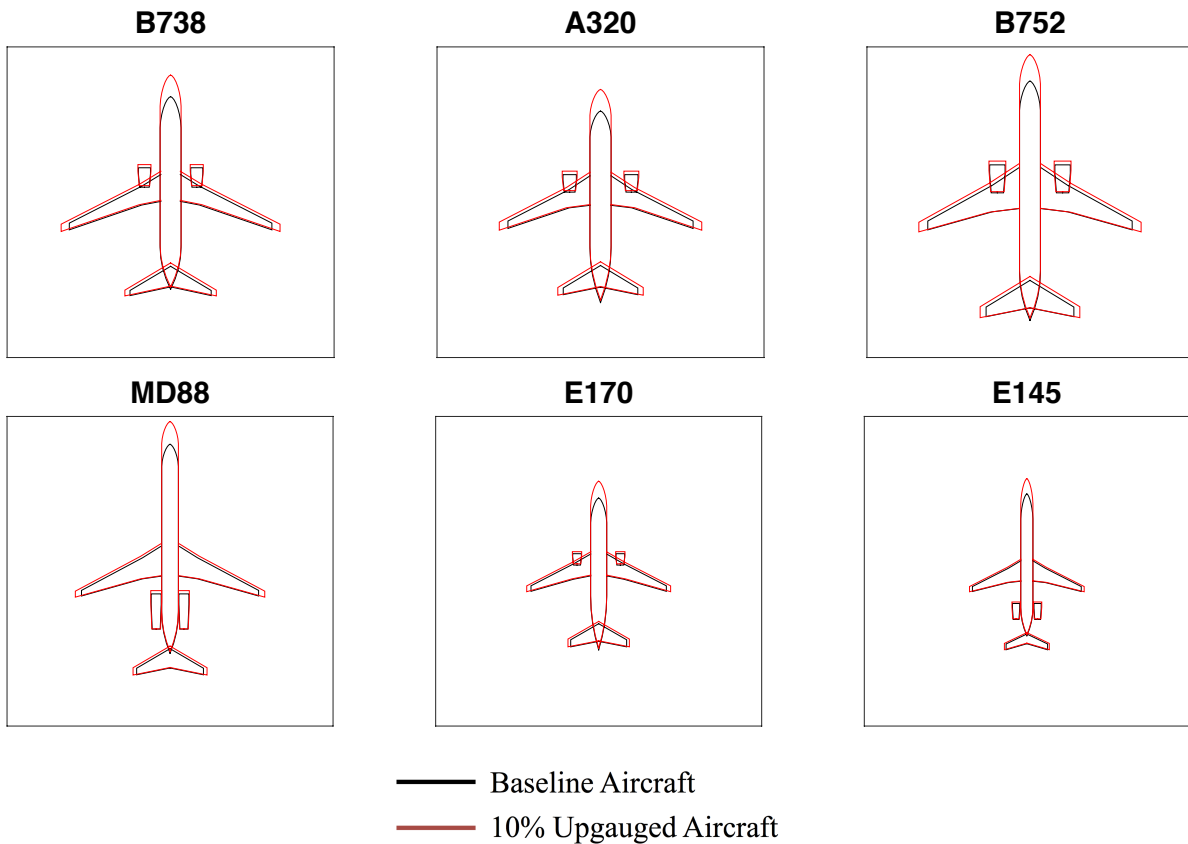 B738
A320
B752
MD88
E170
E145
Baseline Aircraft
10% Upgauged Aircraft